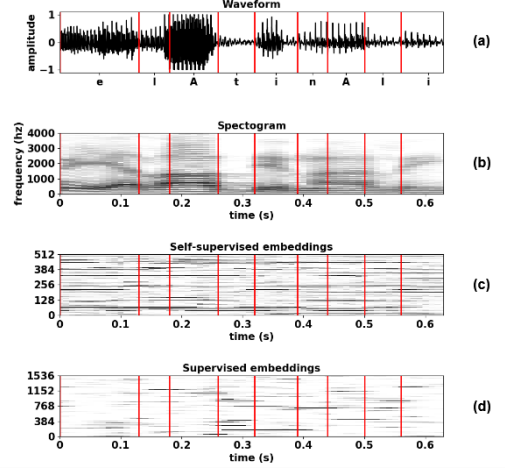 Waveform
amplitude
1
0
−1
(a)
e l A t i n A l i
Spectogram
frequency (hz)
4000
3000
2000
1000
0
(b)
0 0.1 0.2 0.3 0.4 0.5 0.6
time (s)
Self-supervised embeddings
512
384
256
128
0
(c)
0 0.1 0.2 0.3 0.4 0.5 0.6
time (s)
Supervised embeddings
1536
1152
768
384
0
(d)
0 0.1 0.2 0.3 0.4 0.5 0.6
time (s)